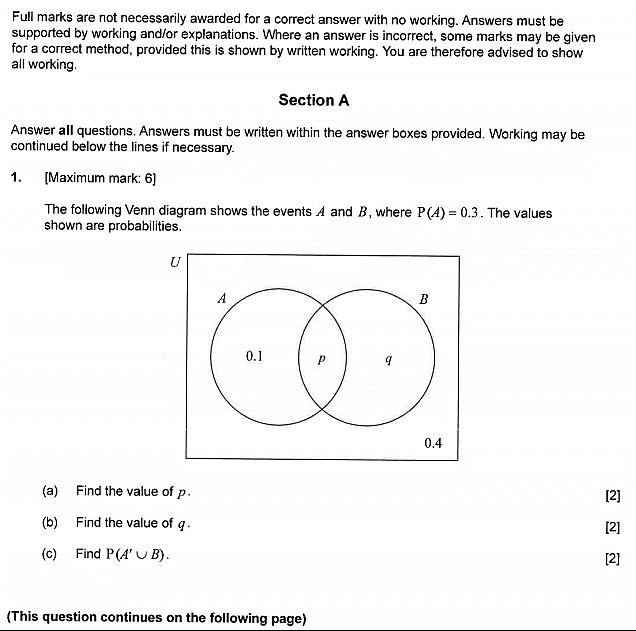 Full marks are not necessarily awarded for a correct answer with no working. Answers must be
supported by working and/or explanations. Where an answer is incorrect, some marks may be given
for a correct method, provided this is shown by written working. You are therefore advised to show
all working.
Section A
Answer all questions. Answers must be written within the answer boxes provided. Working may be
continued below the lines if necessary.
1. [Maximum mark: 6]
The following Venn diagram shows the events A and B, where P(A) = 0.3. The values
shown are probabilities.
U
A B
0.1 p q
0.4
(a) Find the value of p. [2]
(b) Find the value of q. [2]
(c) Find P(A′ ∪ B). [2]
(This question continues on the following page)